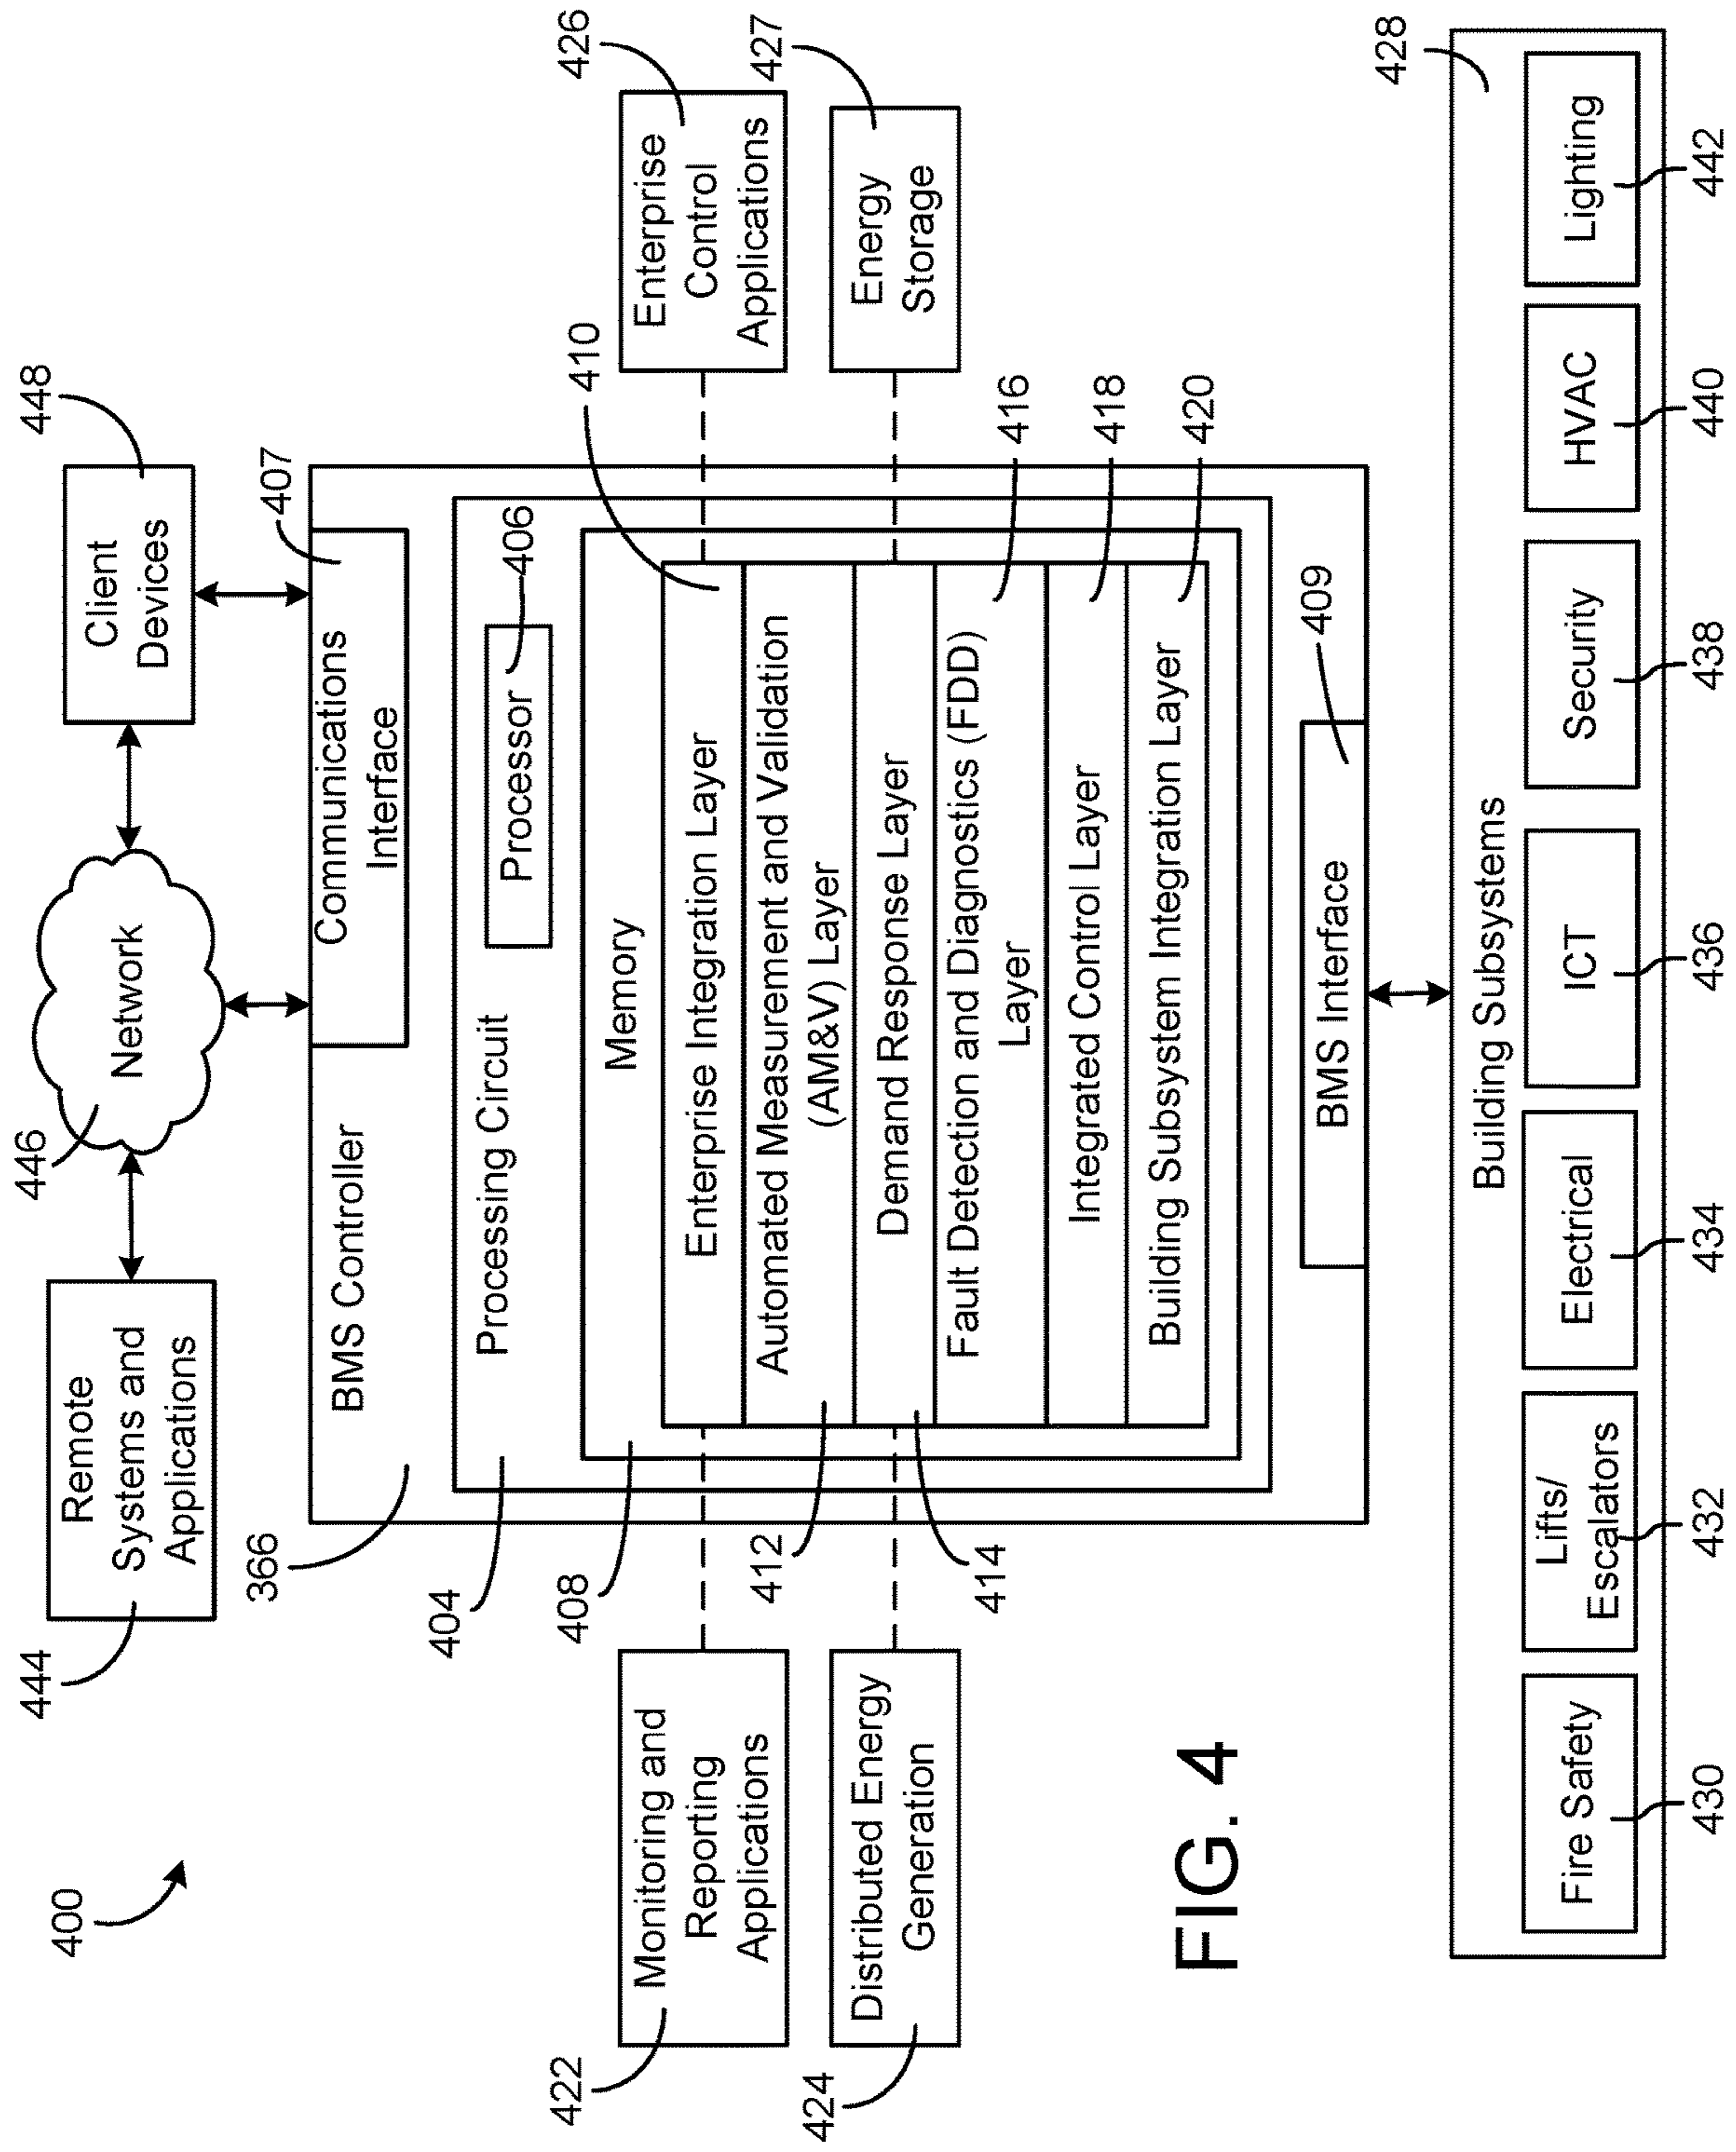 400
444
Remote
Systems and
Applications
446
Network
448
Client
Devices
366
BMS Controller
407
Communications
Interface
404
Processing Circuit
406
Processor
408
Memory
410
Enterprise Integration Layer
412
Automated Measurement and Validation
(AM&V) Layer
414
Demand Response Layer
416
Fault Detection and Diagnostics (FDD)
Layer
418
Integrated Control Layer
420
Building Subsystem Integration Layer
409
BMS Interface
422
Monitoring and
Reporting
Applications
424
Distributed Energy
Generation
426
Enterprise
Control
Applications
427
Energy
Storage
FIG. 4
428
Building Subsystems
Fire Safety
Lifts/
Escalators
Electrical
ICT
Security
HVAC
Lighting
430
432
434
436
438
440
442